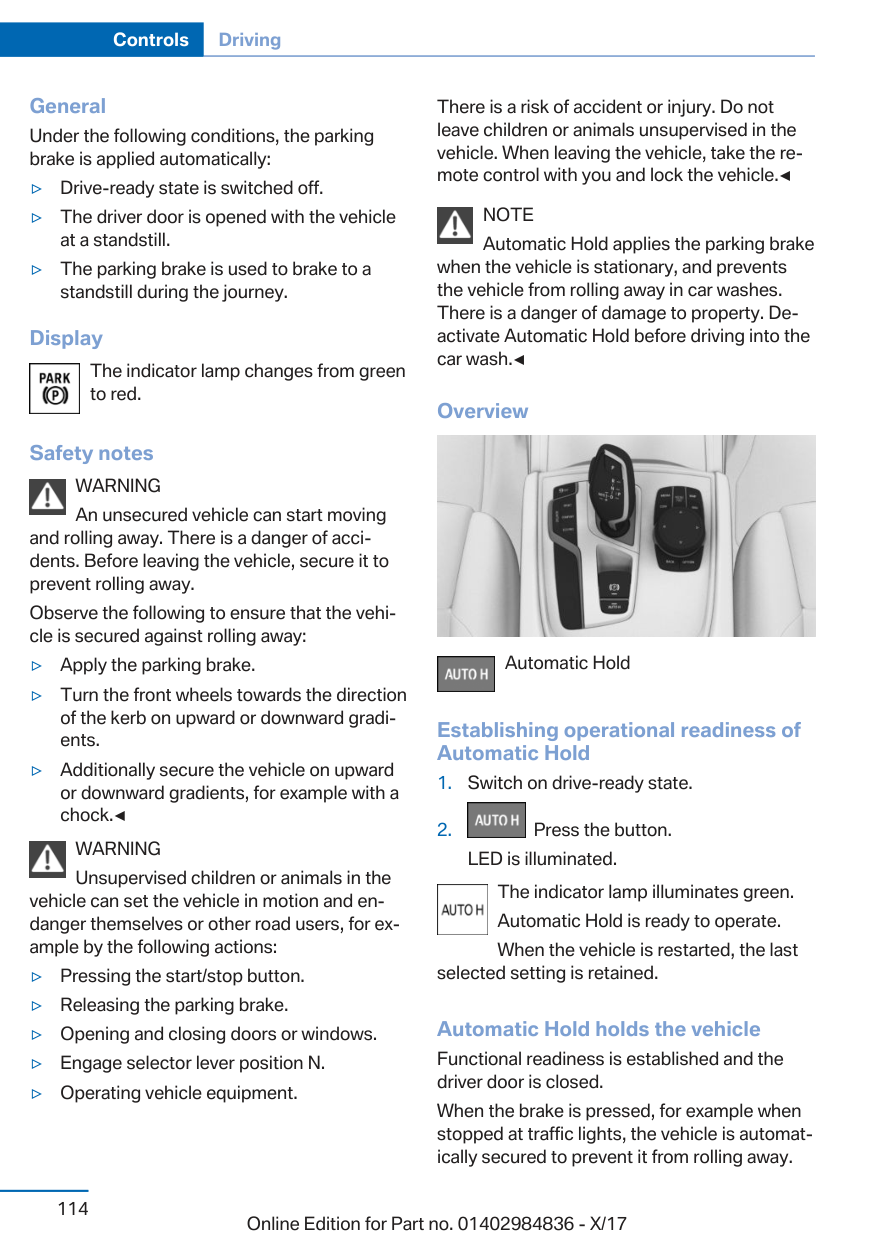 Controls Driving
General
Under the following conditions, the parking
brake is applied automatically:
▷ Drive-ready state is switched off.
▷ The driver door is opened with the vehicle
at a standstill.
▷ The parking brake is used to brake to a
standstill during the journey.
Display
PARK
(P)
The indicator lamp changes from green
to red.
Safety notes
WARNING
An unsecured vehicle can start moving
and rolling away. There is a danger of acci-
dents. Before leaving the vehicle, secure it to
prevent rolling away.
Observe the following to ensure that the vehi-
cle is secured against rolling away:
▷ Apply the parking brake.
▷ Turn the front wheels towards the direction
of the kerb on upward or downward gradi-
ents.
▷ Additionally secure the vehicle on upward
or downward gradients, for example with a
chock.◄
WARNING
Unsupervised children or animals in the
vehicle can set the vehicle in motion and en-
danger themselves or other road users, for ex-
ample by the following actions:
▷ Pressing the start/stop button.
▷ Releasing the parking brake.
▷ Opening and closing doors or windows.
▷ Engage selector lever position N.
▷ Operating vehicle equipment.
There is a risk of accident or injury. Do not
leave children or animals unsupervised in the
vehicle. When leaving the vehicle, take the re-
mote control with you and lock the vehicle.◄
NOTE
Automatic Hold applies the parking brake
when the vehicle is stationary, and prevents
the vehicle from rolling away in car washes.
There is a danger of damage to property. De-
activate Automatic Hold before driving into the
car wash.◄
Overview
AUTO H Automatic Hold
Establishing operational readiness of
Automatic Hold
1. Switch on drive-ready state.
2. AUTO H Press the button.
LED is illuminated.
AUTO H
The indicator lamp illuminates green.
Automatic Hold is ready to operate.
When the vehicle is restarted, the last
selected setting is retained.
Automatic Hold holds the vehicle
Functional readiness is established and the
driver door is closed.
When the brake is pressed, for example when
stopped at traffic lights, the vehicle is automat-
ically secured to prevent it from rolling away.
114
Online Edition for Part no. 01402984836 - X/17